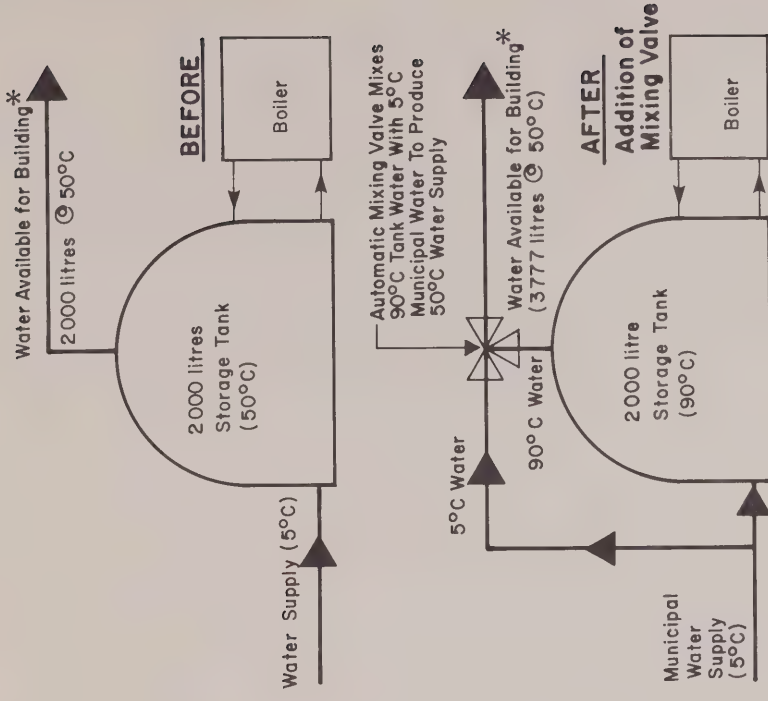 Water Available for Building*
2000 litres @ 50°C
BEFORE
Boiler
2000 litres
Storage Tank
(50°C)
Water Supply (5°C)
Automatic Mixing Valve Mixes
90°C Tank Water With 5°C
Municipal Water To Produce
50°C Water Supply
Water Available for Building*
(3777 litres @ 50°C)
AFTER
Addition of
Mixing Valve
Boiler
5°C Water
90°C Water
2000 litre
Storage Tank
(90°C)
Municipal
Water
Supply
(5°C)